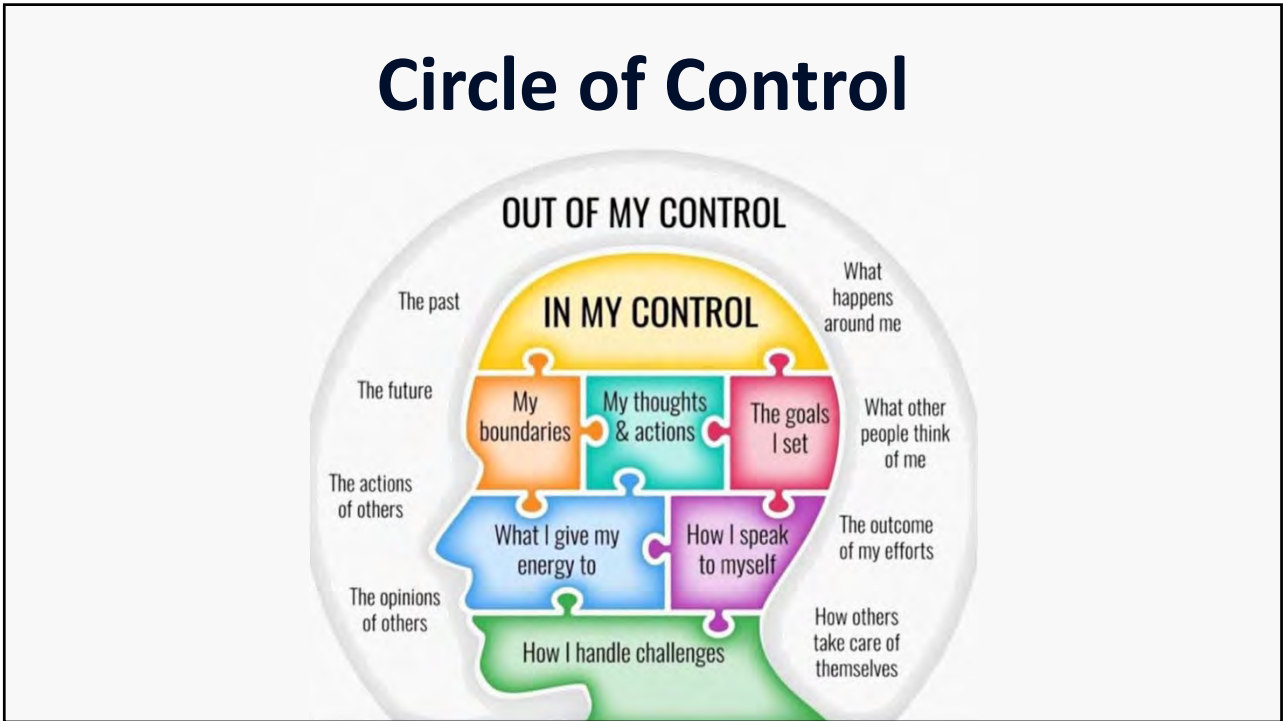 Circle of Control
OUT OF MY CONTROL
IN MY CONTROL
The past
The future
The actions
of others
The opinions
of others
My
boundaries
My thoughts
& actions
The goals
I set
What I give my
energy to
How I speak
to myself
How I handle challenges
What
happens
around me
What other
people think
of me
The outcome
of my efforts
How others
take care of
themselves